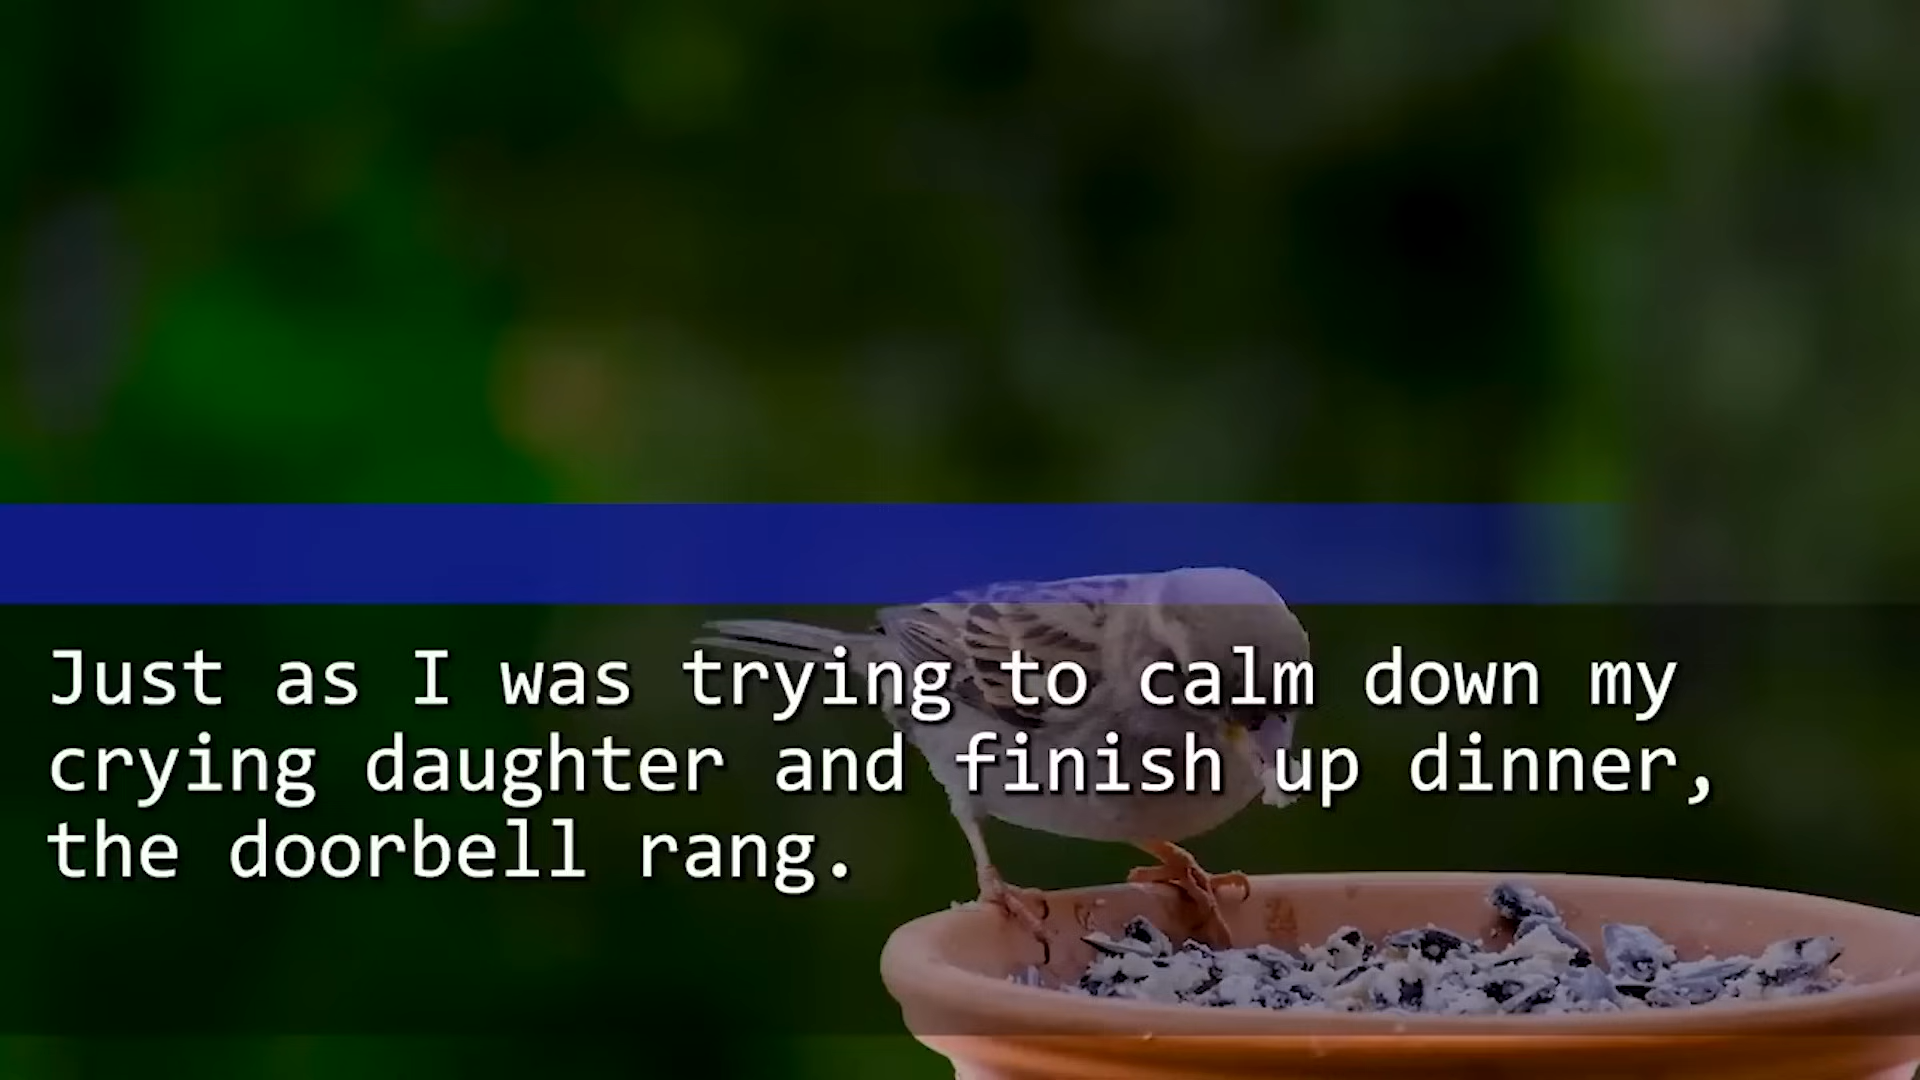 Just as I was trying to calm down my
crying daughter and finish up dinner,
the doorbell rang.